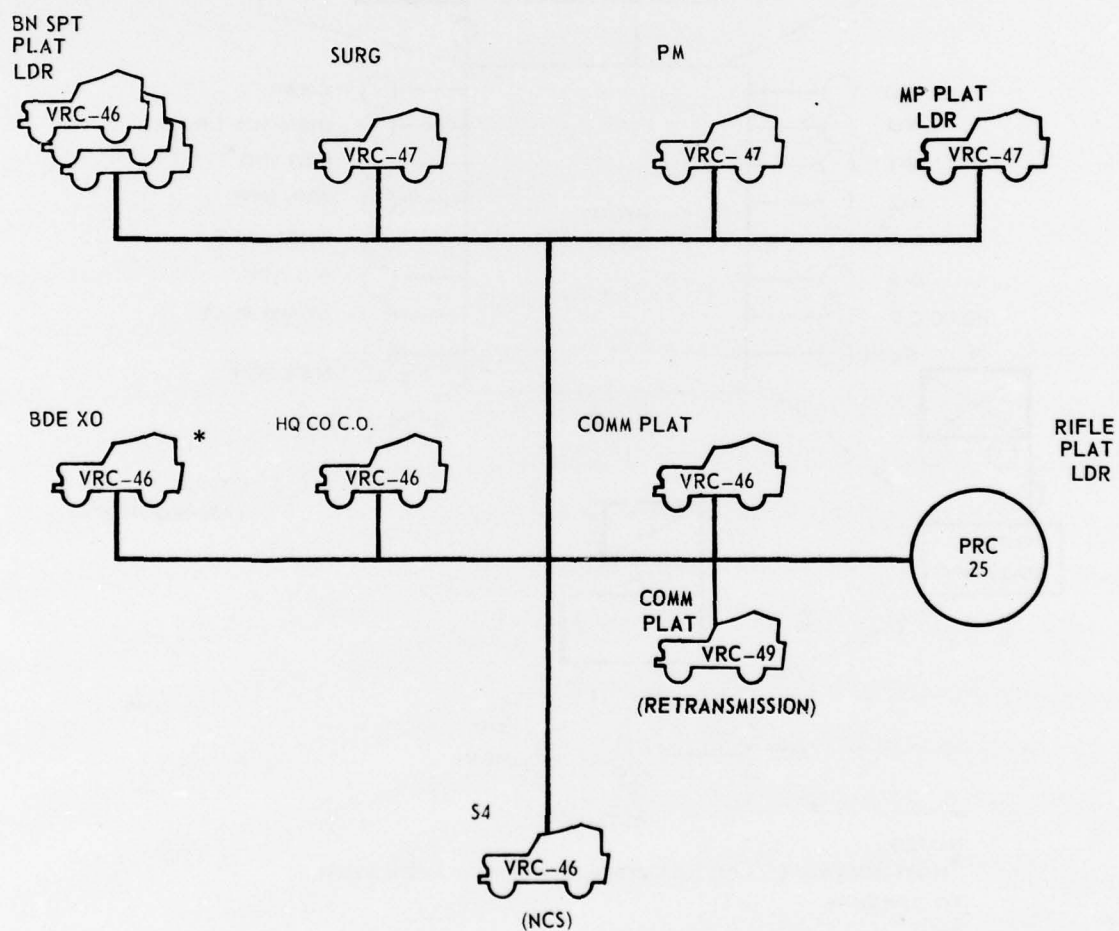 BN SPT
PLAT
LDR
VRC-46
SURG
VRC-47
PM
VRC-47
MP PLAT
LDR
VRC-47
BDE XO
*
VRC-46
HQ CO C.O.
VRC-46
COMM PLAT
VRC-46
RIFLE
PLAT
LDR
PRC
25
COMM
PLAT
VRC-49
(RETRANSMISSION)
S4
VRC-46
(NCS)